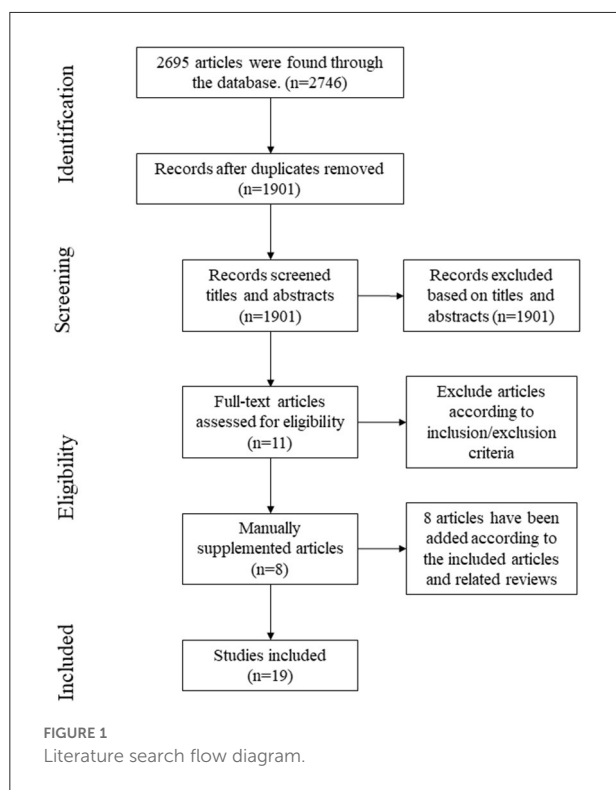 Identification
2695 articles were found through
the database. (n=2746)
Records after duplicates removed
(n=1901)
Screening
Records screened
titles and abstracts
(n=1901)
Records excluded
based on titles and
abstracts (n=1901)
Eligibility
Full-text articles
assessed for eligibility
(n=11)
Exclude articles
according to
inclusion/exclusion
criteria
Manually
supplemented articles
(n=8)
8 articles have been
added according to
the included articles
and related reviews
Included
Studies included
(n=19)
FIGURE 1
Literature search flow diagram.